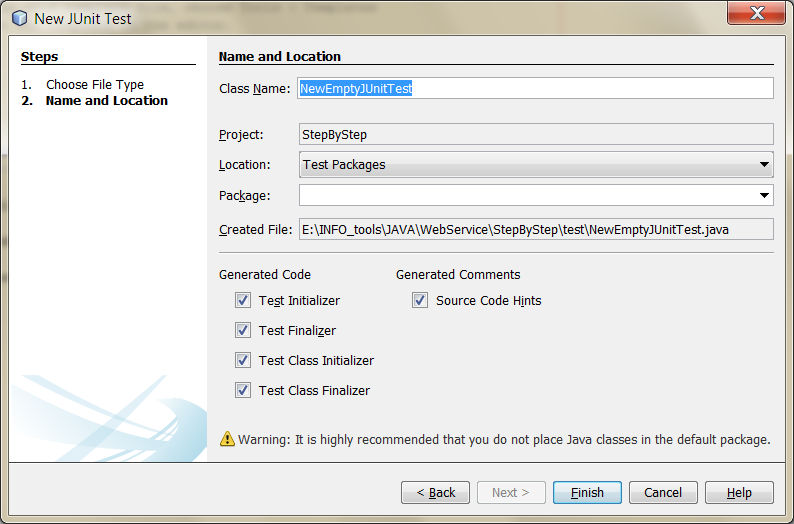 New JUnit Test
Steps
1. Choose File Type
2. Name and Location
Name and Location
Class Name: NewEmptyJUnitTest
Project: StepByStep
Location: Test Packages
Package:
Created File: E:\INFO_tools\JAVA\WebService\StepByStep\test\NewEmptyJUnitTest.java
Generated Code
Generated Comments
Test Initializer
Source Code Hints
Test Finalizer
Test Class Initializer
Test Class Finalizer
Warning: It is highly recommended that you do not place Java classes in the default package.
< Back
Next >
Finish
Cancel
Help